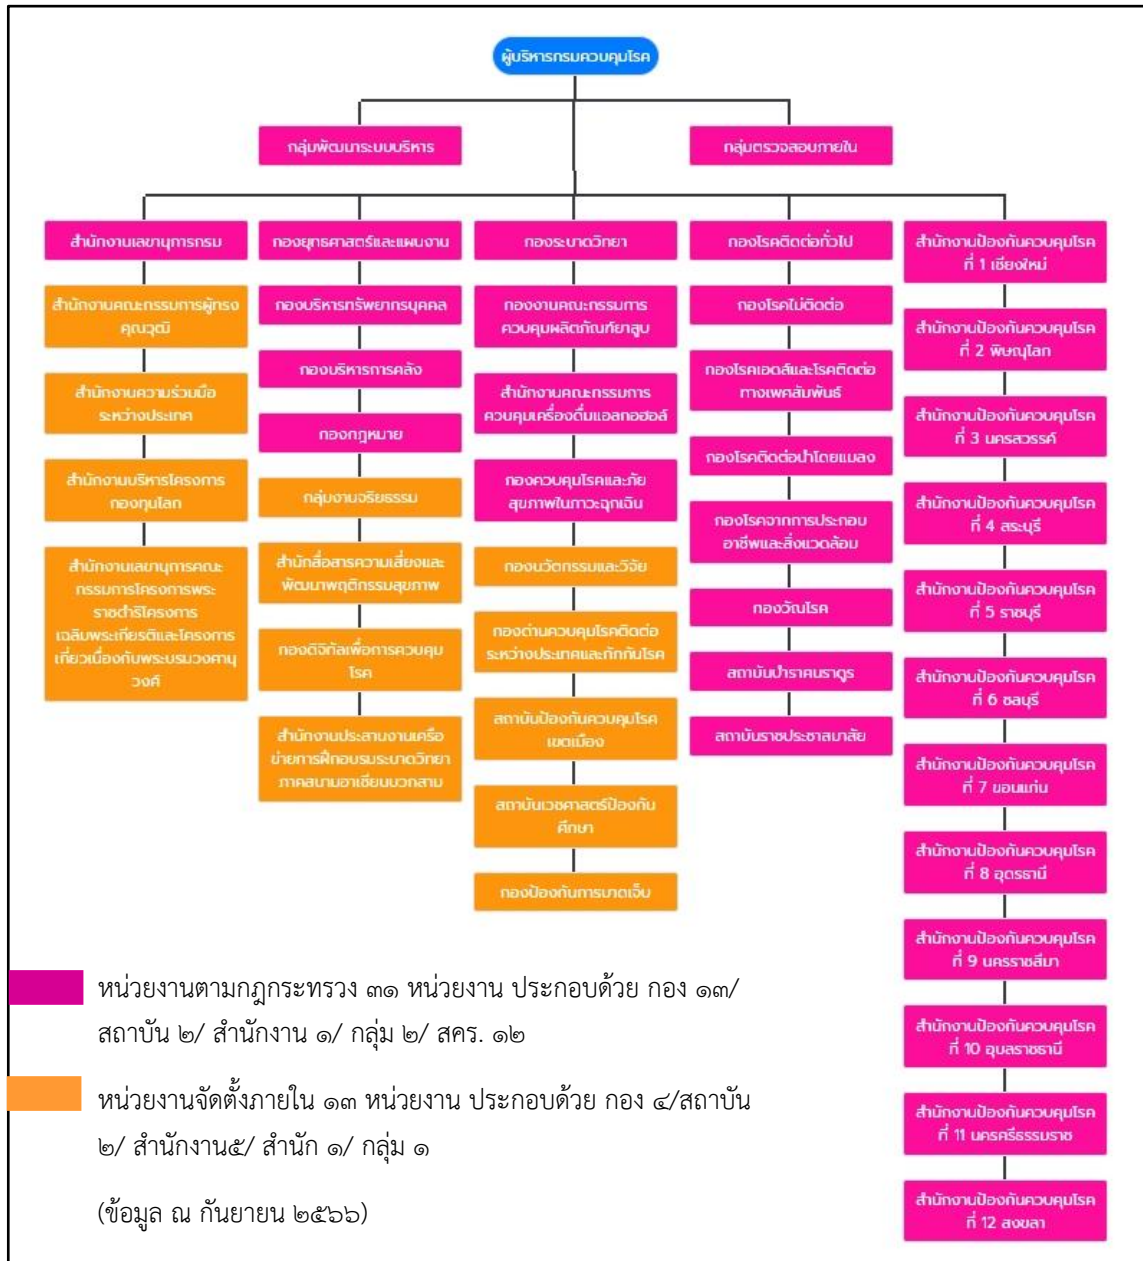 ผู้บริหารกรมควบคุมโรค
กลุ่มพัฒนาระบบบริหาร
กลุ่มตรวจสอบภายใน
สำนักงานเลขานุการกรม
สำนักงานคณะกรรมการผู้ทรง
คุณวุฒิ
สำนักงานความร่วมมือ
ระหว่างประเทศ
สำนักงานบริหารโครงการ
กองทุนโลก
สำนักงานเลขานุการคณะ
กรรมการโครงการพระ
ราชดำริโครงการ
เฉลิมพระเกียรติและโครงการ
เกี่ยวเนื่องกับพระบรมวงศานุ
วงศ์
กองยุทธศาสตร์และแผนงาน
กองบริหารทรัพยากรบุคคล
กองบริหารการคลัง
กองกฎหมาย
กลุ่มงานจริยธรรม
สำนักสื่อสารความเสี่ยงและ
พัฒนาพฤติกรรมสุขภาพ
กองดิจิทัลเพื่อการควบคุม
โรค
สำนักงานประสานงานเครือ
ข่ายการฝึกอบรมระบาดวิทยา
ภาคสนามอาเซียนบวกสาม
กองระบาดวิทยา
กองงานคณะกรรมการ
ควบคุมผลิตภัณฑ์ยาสูบ
สำนักงานคณะกรรมการ
ควบคุมเครื่องดื่มแอลกอฮอล์
กองควบคุมโรคและภัย
สุขภาพในภาวะฉุกเฉิน
กองนวัตกรรมและวิจัย
กองด่านควบคุมโรคติดต่อ
ระหว่างประเทศและกักกันโรค
สถาบันป้องกันควบคุมโรค
เขตเมือง
สถาบันเวชศาสตร์ป้องกัน
ศึกษา
กองป้องกันการบาดเจ็บ
กองโรคติดต่อทั่วไป
กองโรคไม่ติดต่อ
กองโรคเอดส์และโรคติดต่อ
ทางเพศสัมพันธ์
กองโรคติดต่อนำโดยแมลง
กองโรคจากการประกอบ
อาชีพและสิ่งแวดล้อม
กองวัณโรค
สถาบันบำราศนราดูร
สถาบันราชประชาสมาสัย
สำนักงานป้องกันควบคุมโรค
ที่ 1 เชียงใหม่
สำนักงานป้องกันควบคุมโรค
ที่ 2 พิษณุโลก
สำนักงานป้องกันควบคุมโรค
ที่ 3 นครสวรรค์
สำนักงานป้องกันควบคุมโรค
ที่ 4 สระบุรี
สำนักงานป้องกันควบคุมโรค
ที่ 5 ราชบุรี
สำนักงานป้องกันควบคุมโรค
ที่ 6 ชลบุรี
สำนักงานป้องกันควบคุมโรค
ที่ 7 ขอนแก่น
สำนักงานป้องกันควบคุมโรค
ที่ 8 อุดรธานี
สำนักงานป้องกันควบคุมโรค
ที่ 9 นครราชสีมา
สำนักงานป้องกันควบคุมโรค
ที่ 10 อุบลราชธานี
สำนักงานป้องกันควบคุมโรค
ที่ 11 นครศรีธรรมราช
สำนักงานป้องกันควบคุมโรค
ที่ 12 สงขลา
หน่วยงานตามกฎกระทรวง ๓๑ หน่วยงาน ประกอบด้วย กอง ๑๓/
สถาบัน ๒/ สำนักงาน ๑/ กลุ่ม ๒/ สคร. ๑๒
หน่วยงานจัดตั้งภายใน ๑๓ หน่วยงาน ประกอบด้วย กอง ๔/สถาบัน
๒/ สำนักงาน๕/ สำนัก ๑/ กลุ่ม ๑
(ข้อมูล ณ กันยายน ๒๕๖๖)